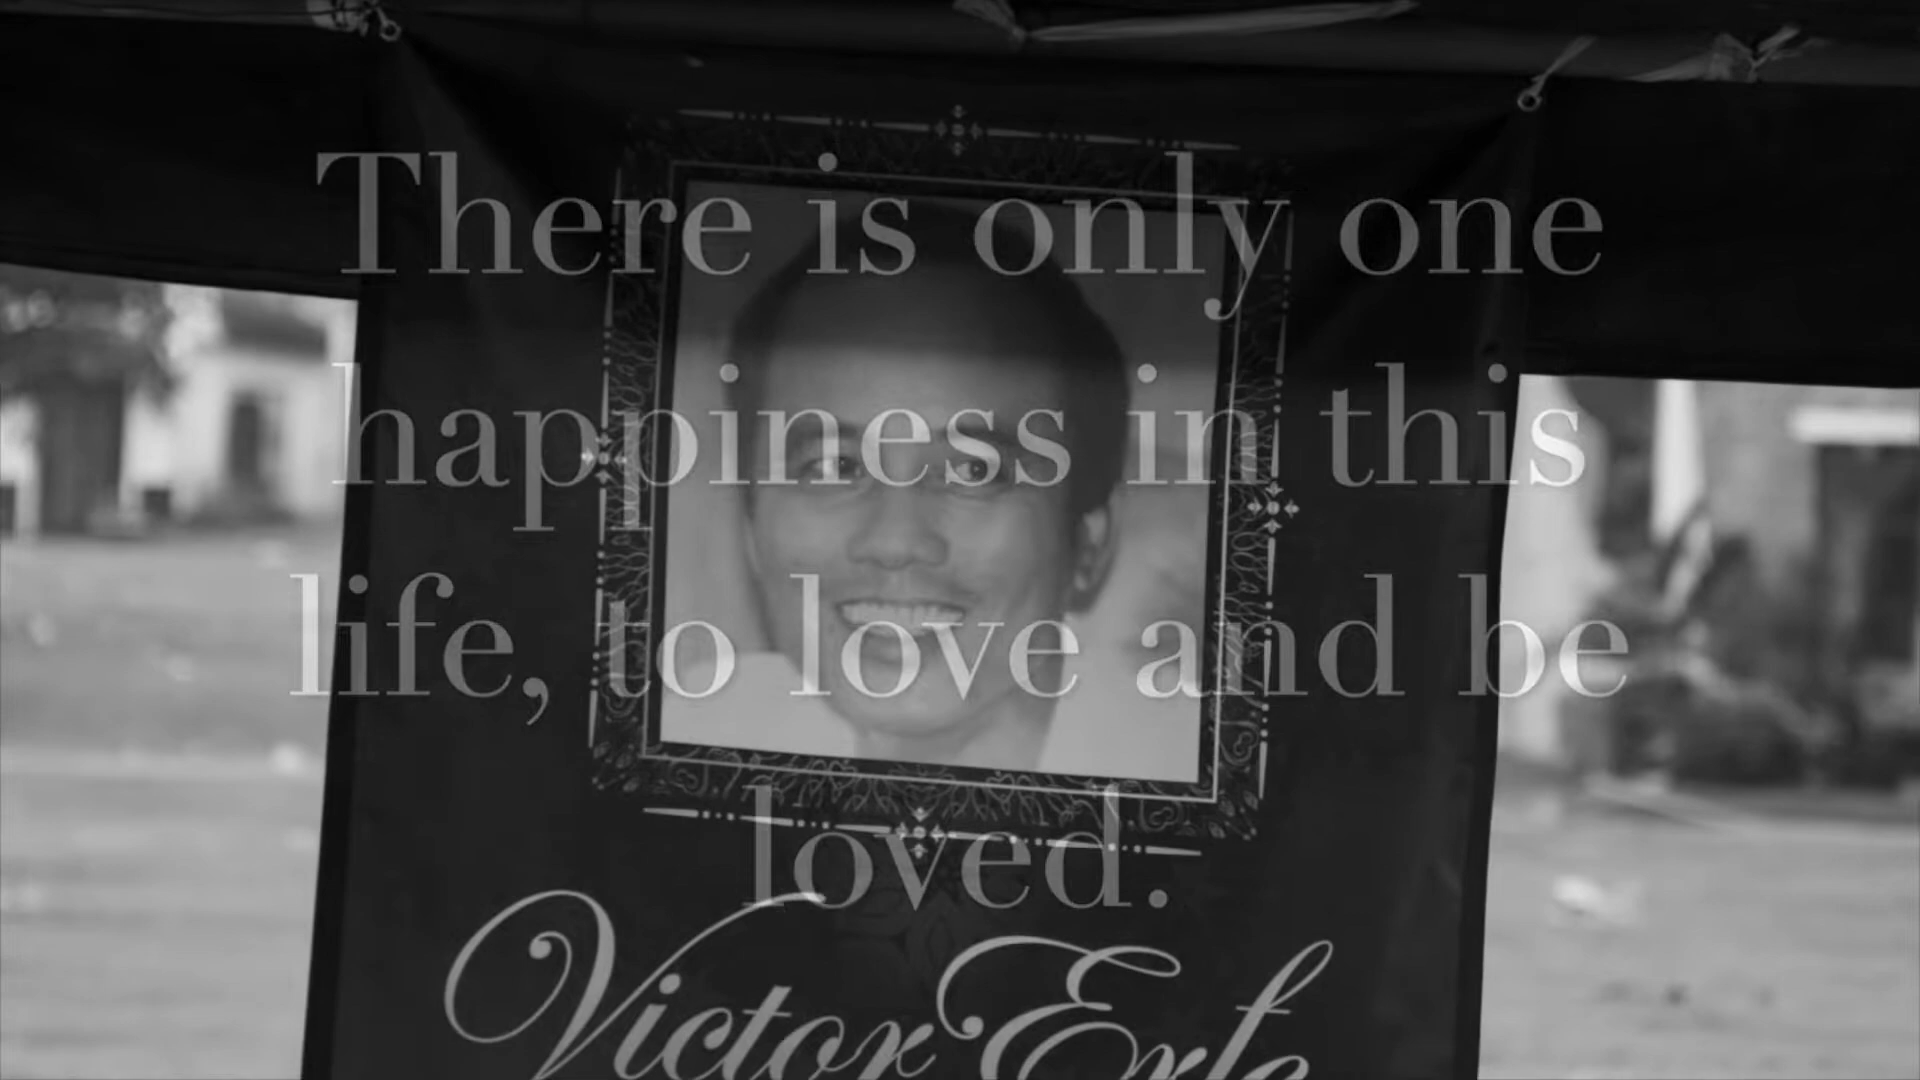 There is only one
happiness in this
life, to love and be
loved.
Victor Erle